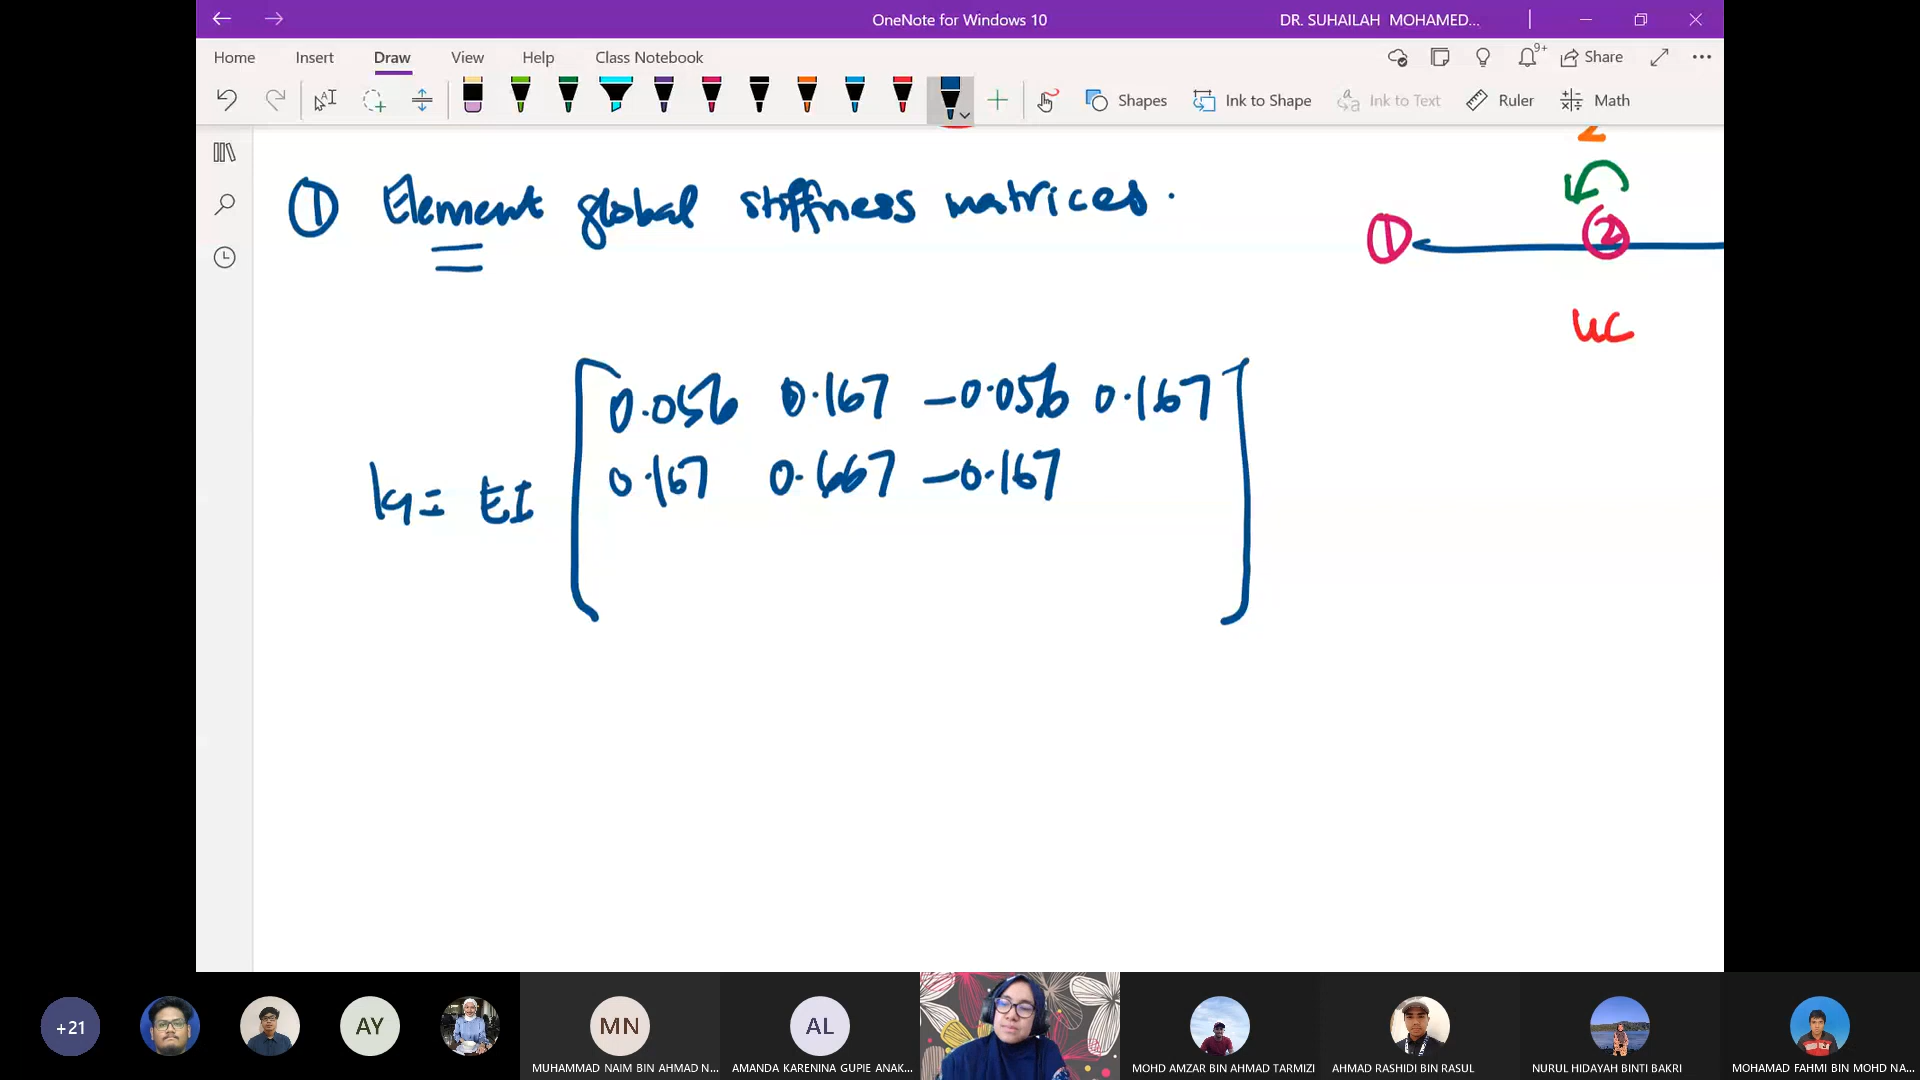 OneNote for Windows 10
DR. SUHAILAH MOHAMED...
Home Insert Draw View Help Class Notebook
9+ Share
Shapes Ink to Shape Ink to Text Ruler Math
2
① Element global stiffness matrices.
① ②
UC
0.056 0.167 -0.056 0.167
0.167 0.667 -0.167
k1 = EI
+21
AY
MN
AL
MUHAMMAD NAIM BIN AHMAD N...
AMANDA KARENINA GUPIE ANAK...
MOHD AMZAR BIN AHMAD TARMIZI
AHMAD RASHIDI BIN RASUL
NURUL HIDAYAH BINTI BAKRI
MOHAMAD FAHMI BIN MOHD NA...